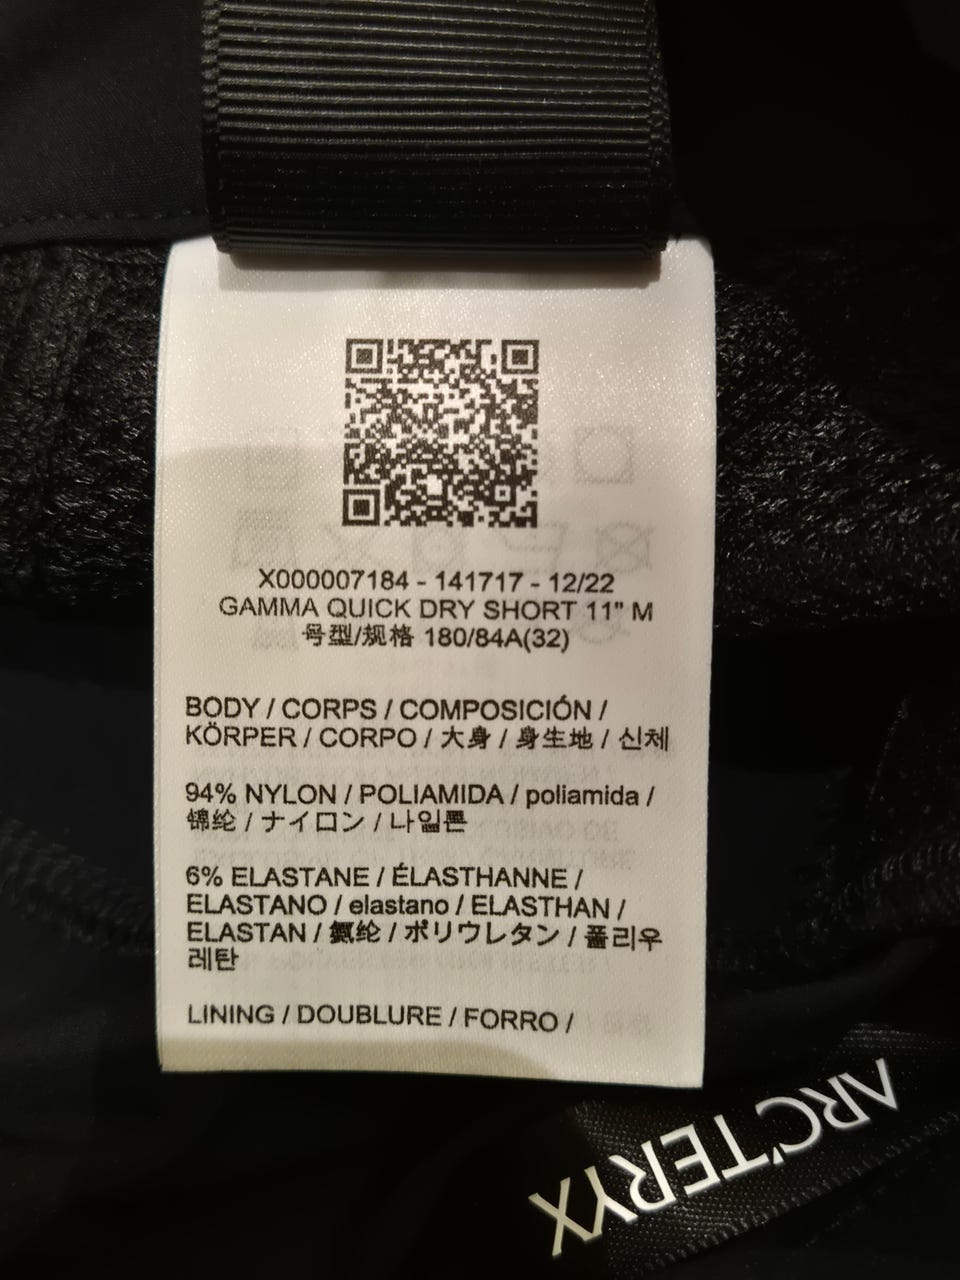 X000007184 - 141717 - 12/22
GAMMA QUICK DRY SHORT 11" M
号型/规格 180/84A(32)
BODY / CORPS / COMPOSICIÓN /
KÖRPER / CORPO / 大身 / 身生地 / 신체
94% NYLON / POLIAMIDA / poliamida /
锦纶 / ナイロン / 나일론
6% ELASTANE / ÉLASTHANNE /
ELASTANO / elastano / ELASTHAN /
ELASTAN / 氨纶 / ポリウレタン / 폴리우
레탄
LINING / DOUBLURE / FORRO /
ARC'TERYX